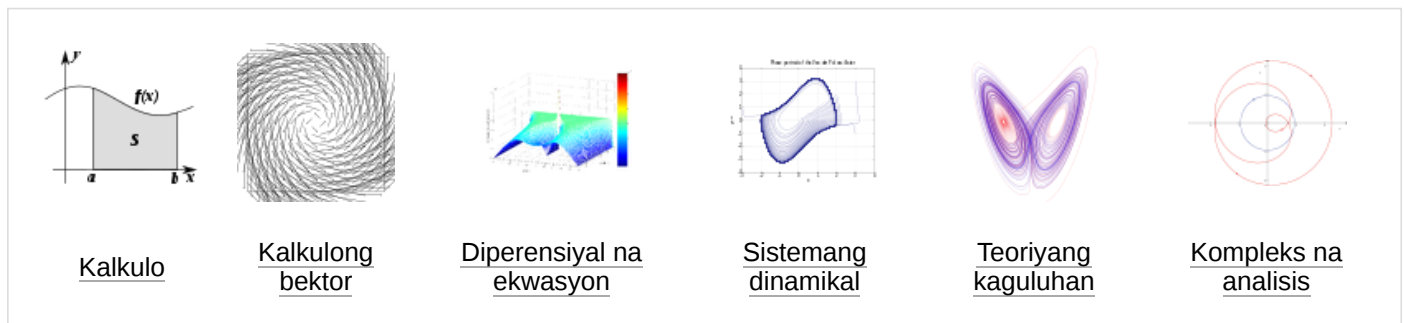 y
f(x)
S
a
b
x
Kalkulo
Kalkulong
bektor
Diperensiyal na
ekwasyon
Sistemang
dinamikal
Teoriyang
kaguluhan
Kompleks na
analisis